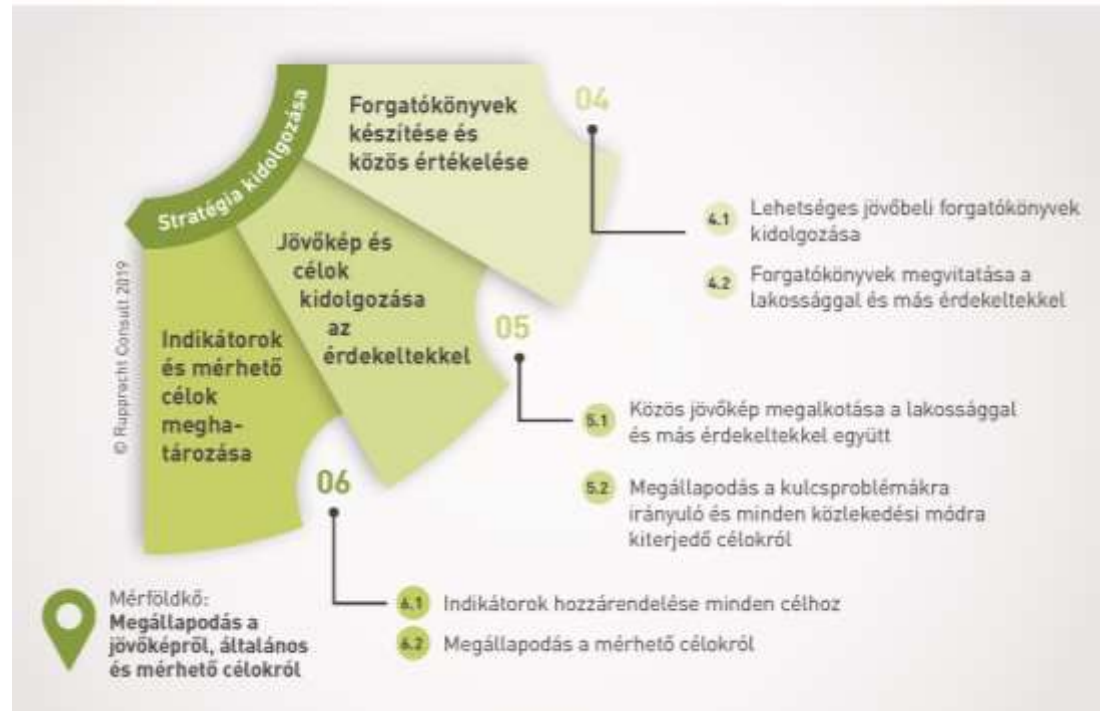 Stratégia kidolgozása
Forgatókönyvek
készítése és
közös értékelése
04
4.1 Lehetséges jövőbeli forgatókönyvek
kidolgozása
4.2 Forgatókönyvek megvitatása a
lakossággal és más érdekeltekkel
Jövőkép és
célok
kidolgozása
az
érdekeltekkel
05
5.1 Közös jövőkép megalkotása a lakossággal
és más érdekeltekkel együtt
5.2 Megállapodás a kulcsproblémákra
irányuló és minden közlekedési módra
kiterjedő célokról
Indikátorok
és mérhető
célok
megha-
tározása
06
6.1 Indikátorok hozzárendelése minden célhoz
6.2 Megállapodás a mérhető célokról
Mérföldkő:
Megállapodás a
jövőképről, általános
és mérhető célokról
© Rupprecht Consult 2019